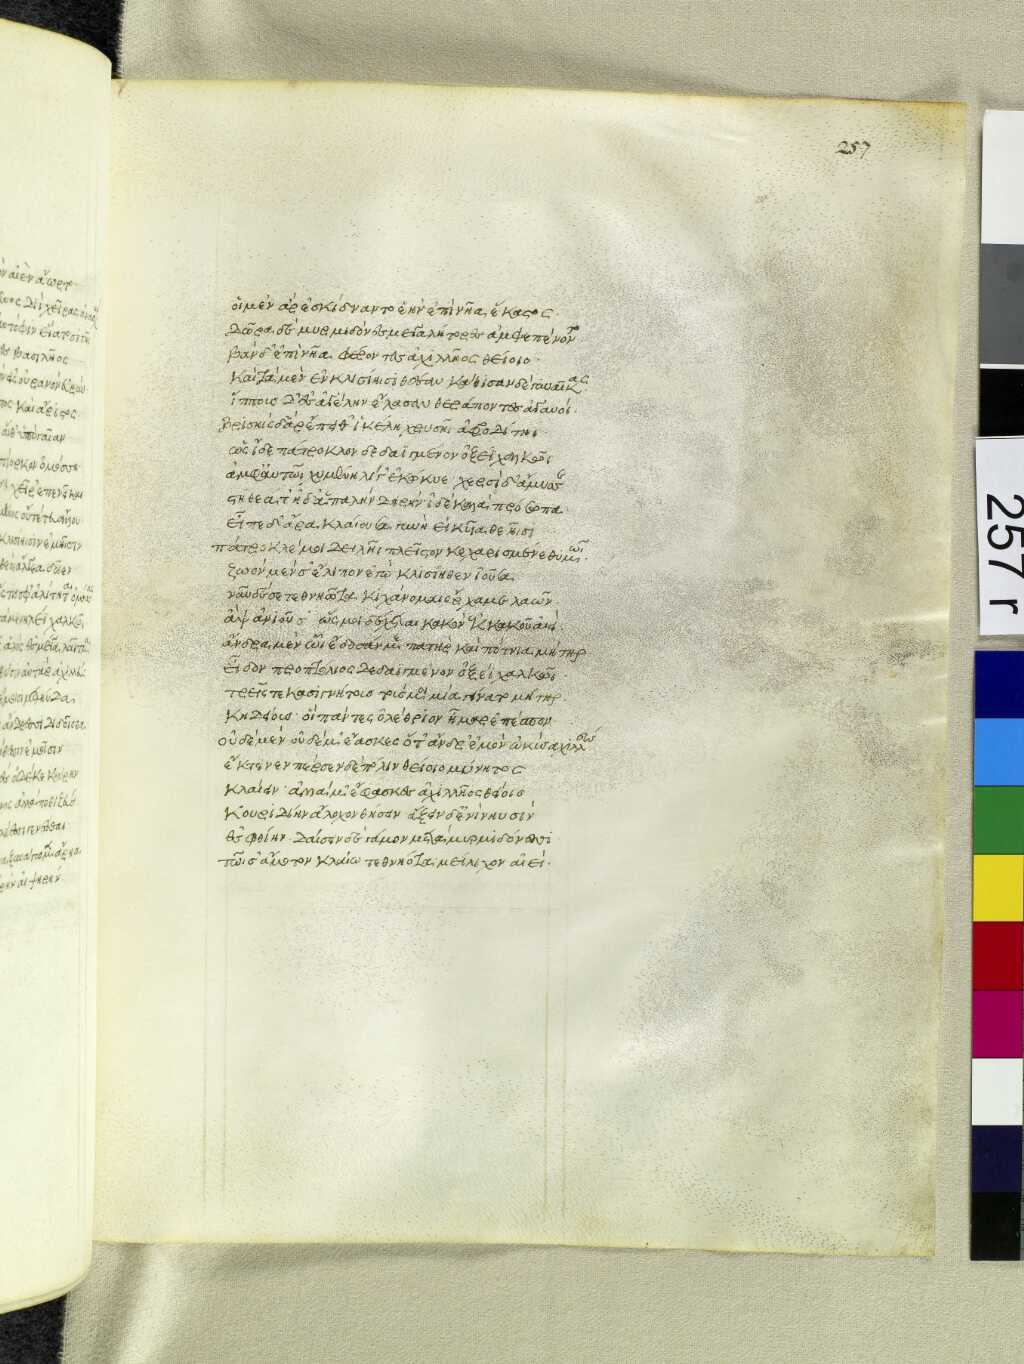 οἱ μὲν ἄρ' ἐσκίδναντο ἑὴν ἐπὶ νῆα ἕκαστος·
δῶρα δὲ μυρμιδόνες μεγαλήτορες ἀμφεπένοντο
βὰν δ' ἐπὶ νῆα φέροντες ἀχιλλῆος θείοιο·
καὶ τὰ μὲν ἐν κλισίηισι θέσαν κάθισαν δὲ γυναῖκας·
ἵππους δ' εἰς ἀγέλην ἔλασαν θεράποντες ἀγαυοί·
βρισηὶς δ' ἄρ' ἔπειτ' ἰκέλη χρυσῆι ἀφροδίτηι
ὡς ἴδε πάτροκλον δεδαϊγμένον ὀξέϊ χαλκῶι
ἀμφ' αὐτῶι χυμένη λίγ' ἐκώκυε· χερσὶ δ' ἄμυσσε
στήθεά τ' ἠδ' ἁπαλὴν δειρὴν ἰδὲ καλὰ πρόσωπα·
εἶπε δ' ἄρα κλαίουσα γυνὴ εἰκυῖα θεῆισι
πάτροκλέ μοι δειλῆι πλεῖστον κεχαρισμένε θυμῶι·
ζωὸν μέν σ' ἔλιπον ἐγὼ κλισίηθεν ἰοῦσα
νῦν δέ σε τεθνηῶτα κιχάνομαι ὄρχαμε λαῶν
ἂψ ἀνιοῦσ'· ὥς μοι δέχεται κακὸν ἐκ κακοῦ αἰεί·
ἄνδρα μὲν ὧι ἔδοσάν με πατὴρ καὶ πότνια μήτηρ
εἶδον πρὸ πτόλιος δεδαϊγμένον ὀξέϊ χαλκῶι·
τρεῖς τε κασιγνήτους τούς μοι μία γείνατο μήτηρ
κηδείους· οἱ πάντες ὀλέθριον ἦμαρ ἐπέσπον
οὐδὲ μὲν οὐδέ μ' ἔασκες ὅτ' ἄνδρ' ἐμὸν ὠκὺς ἀχιλλεὺς
ἔκτεινεν πέρσεν δὲ πόλιν θείοιο μύνητος
κλαίειν· ἀλλά μ' ἔφασκες ἀχιλλῆος θείοιο
κουριδίην ἄλοχον θήσειν ἄξειν δ' ἐνὶ νηυσὶν
ἐς φθίην· δαίσειν δὲ γάμον μετὰ μυρμιδόνεσσι·
τῶ σ' ἄμοτον κλαίω τεθνηότα μείλιχον αἰεί·
257
257 r